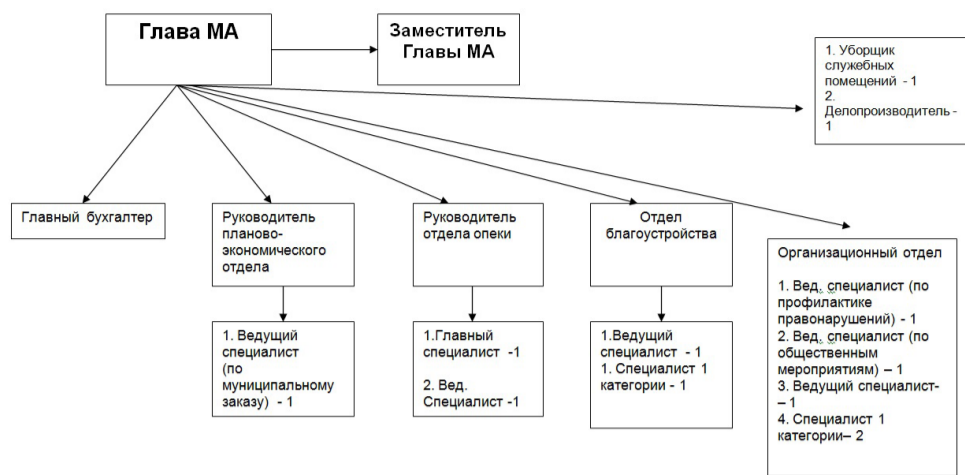 Глава МА
Заместитель
Главы МА
1. Уборщик
служебных
помещений - 1
2.
Делопроизводитель -
1
Главный бухгалтер
Руководитель
планово-
экономического
отдела
Руководитель
отдела опеки
Отдел
благоустройства
Организационный отдел
1. Вед. специалист (по
профилактике
правонарушений) - 1
2. Вед. специалист (по
общественным
мероприятиям) – 1
3. Ведущий специалист-
– 1
4. Специалист 1
категории– 2
1. Ведущий
специалист
(по
муниципальному
заказу) - 1
1.Главный
специалист -1
2. Вед.
Специалист -1
1.Ведущий
специалист - 1
1. Специалист 1
категории - 1